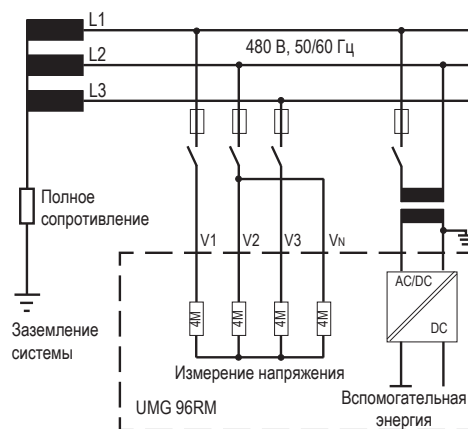 L1
L2
480 В, 50/60 Гц
L3
Полное
сопротивление
V1
V2
V3
VN
AC/DC
DC
4M
4M
4M
4M
Заземление
системы
Измерение напряжения
Вспомогательная
энергия
UMG 96RM